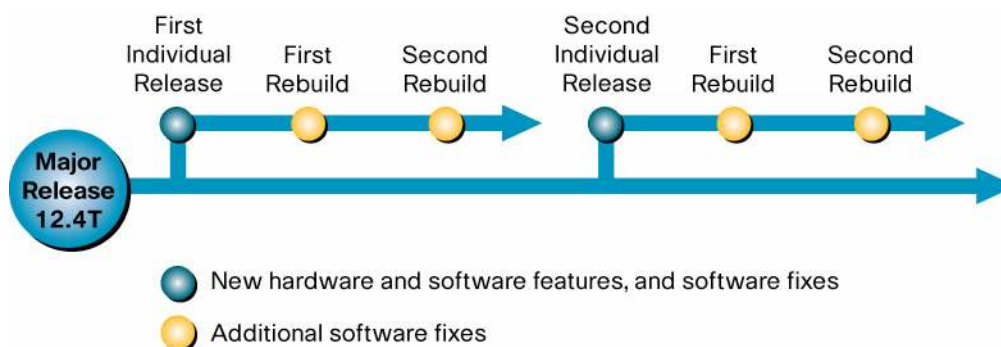 First
Individual
Release
First
Rebuild
Second
Rebuild
Second
Individual
Release
First
Rebuild
Second
Rebuild
Major
Release
12.4T
New hardware and software features, and software fixes
Additional software fixes